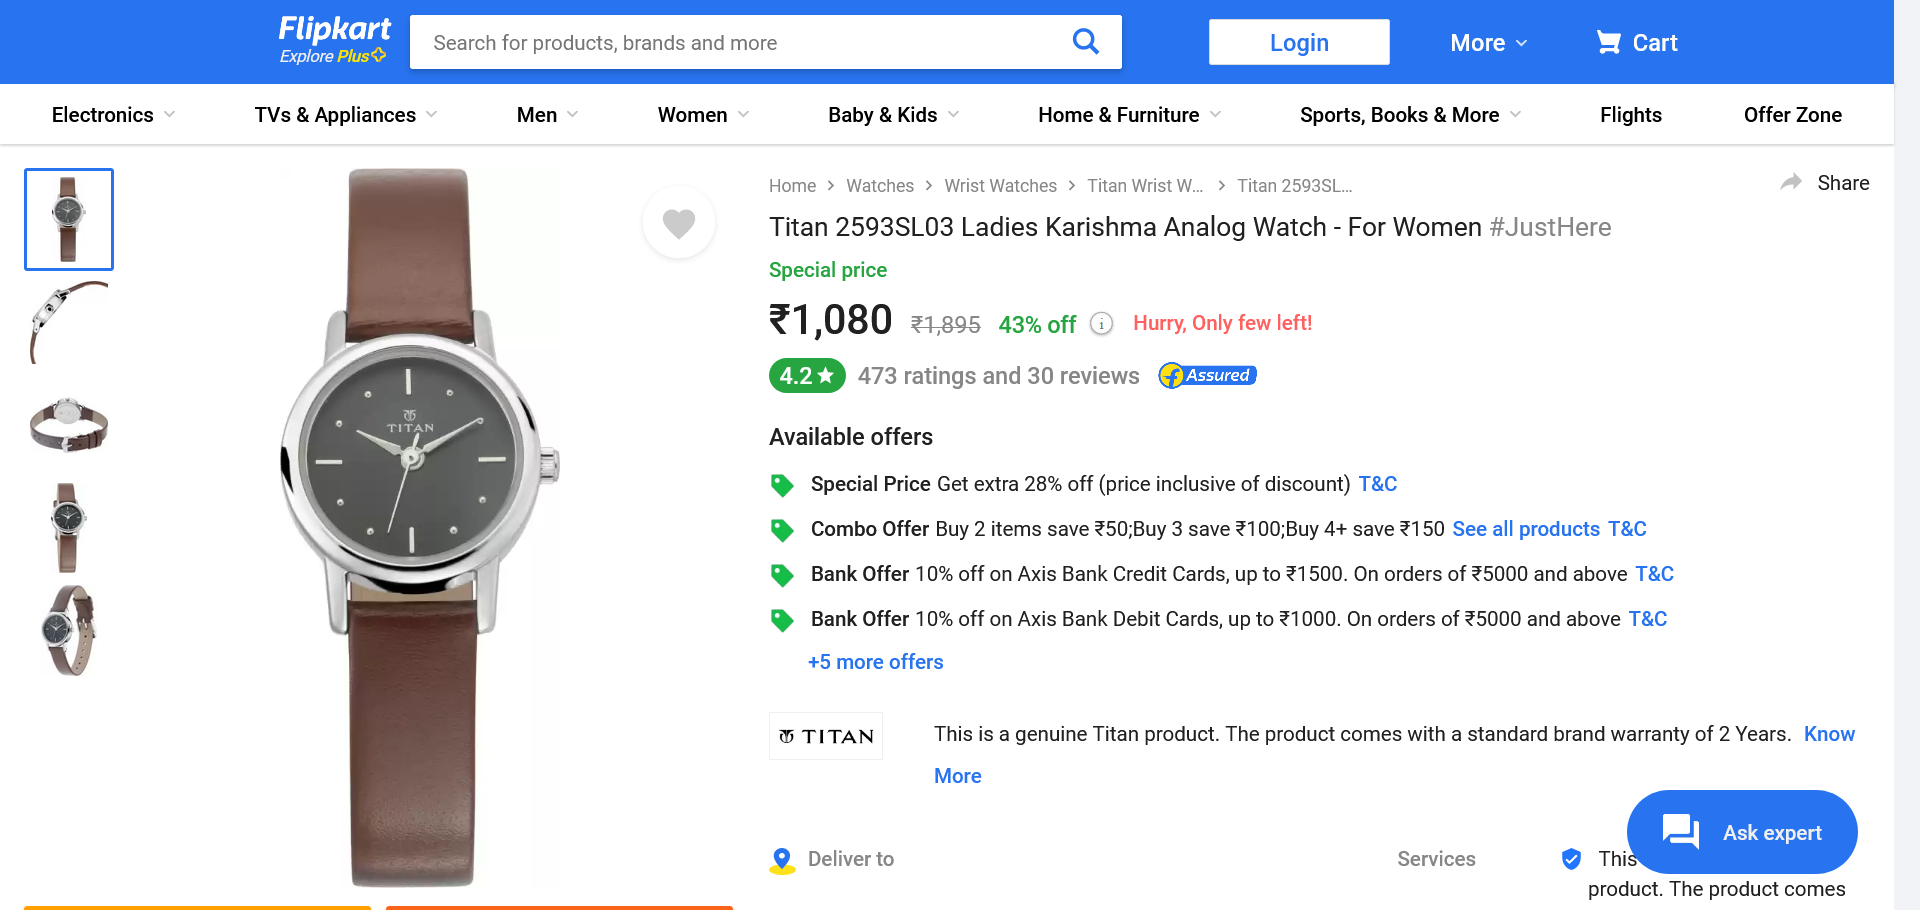 Flipkart
Explore Plus
Search for products, brands and more
Login
More
Cart
Electronics
TVs & Appliances
Men
Women
Baby & Kids
Home & Furniture
Sports, Books & More
Flights
Offer Zone
Home > Watches > Wrist Watches > Titan Wrist W... > Titan 2593SL...
Share
Titan 2593SL03 Ladies Karishma Analog Watch - For Women #JustHere
Special price
₹1,080 ₹1,895 43% off i Hurry, Only few left!
4.2 ★ 473 ratings and 30 reviews f Assured
TITAN
Available offers
Special Price Get extra 28% off (price inclusive of discount) T&C
Combo Offer Buy 2 items save ₹50;Buy 3 save ₹100;Buy 4+ save ₹150 See all products T&C
Bank Offer 10% off on Axis Bank Credit Cards, up to ₹1500. On orders of ₹5000 and above T&C
Bank Offer 10% off on Axis Bank Debit Cards, up to ₹1000. On orders of ₹5000 and above T&C
+5 more offers
TITAN
This is a genuine Titan product. The product comes with a standard brand warranty of 2 Years. Know
More
Ask expert
Deliver to
Services
This
product. The product comes